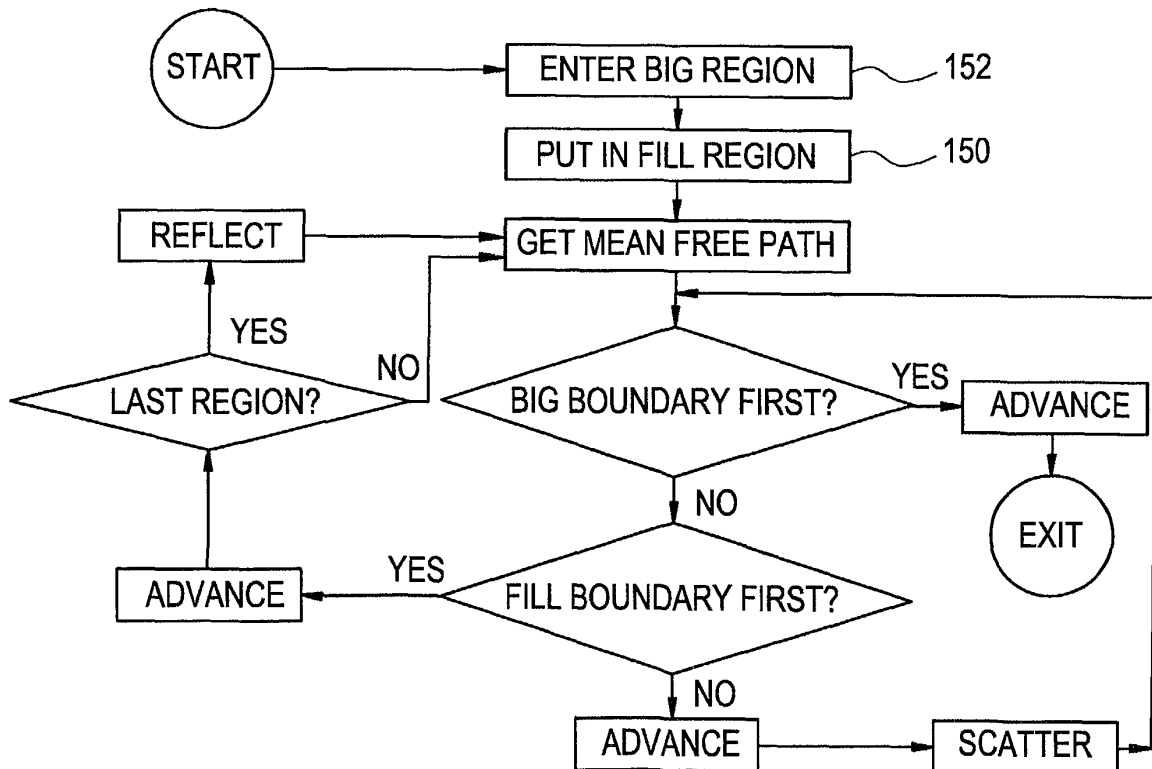 START
ENTER BIG REGION
152
PUT IN FILL REGION
150
REFLECT
GET MEAN FREE PATH
YES
NO
LAST REGION?
BIG BOUNDARY FIRST?
YES
ADVANCE
NO
EXIT
ADVANCE
YES
FILL BOUNDARY FIRST?
NO
ADVANCE
SCATTER